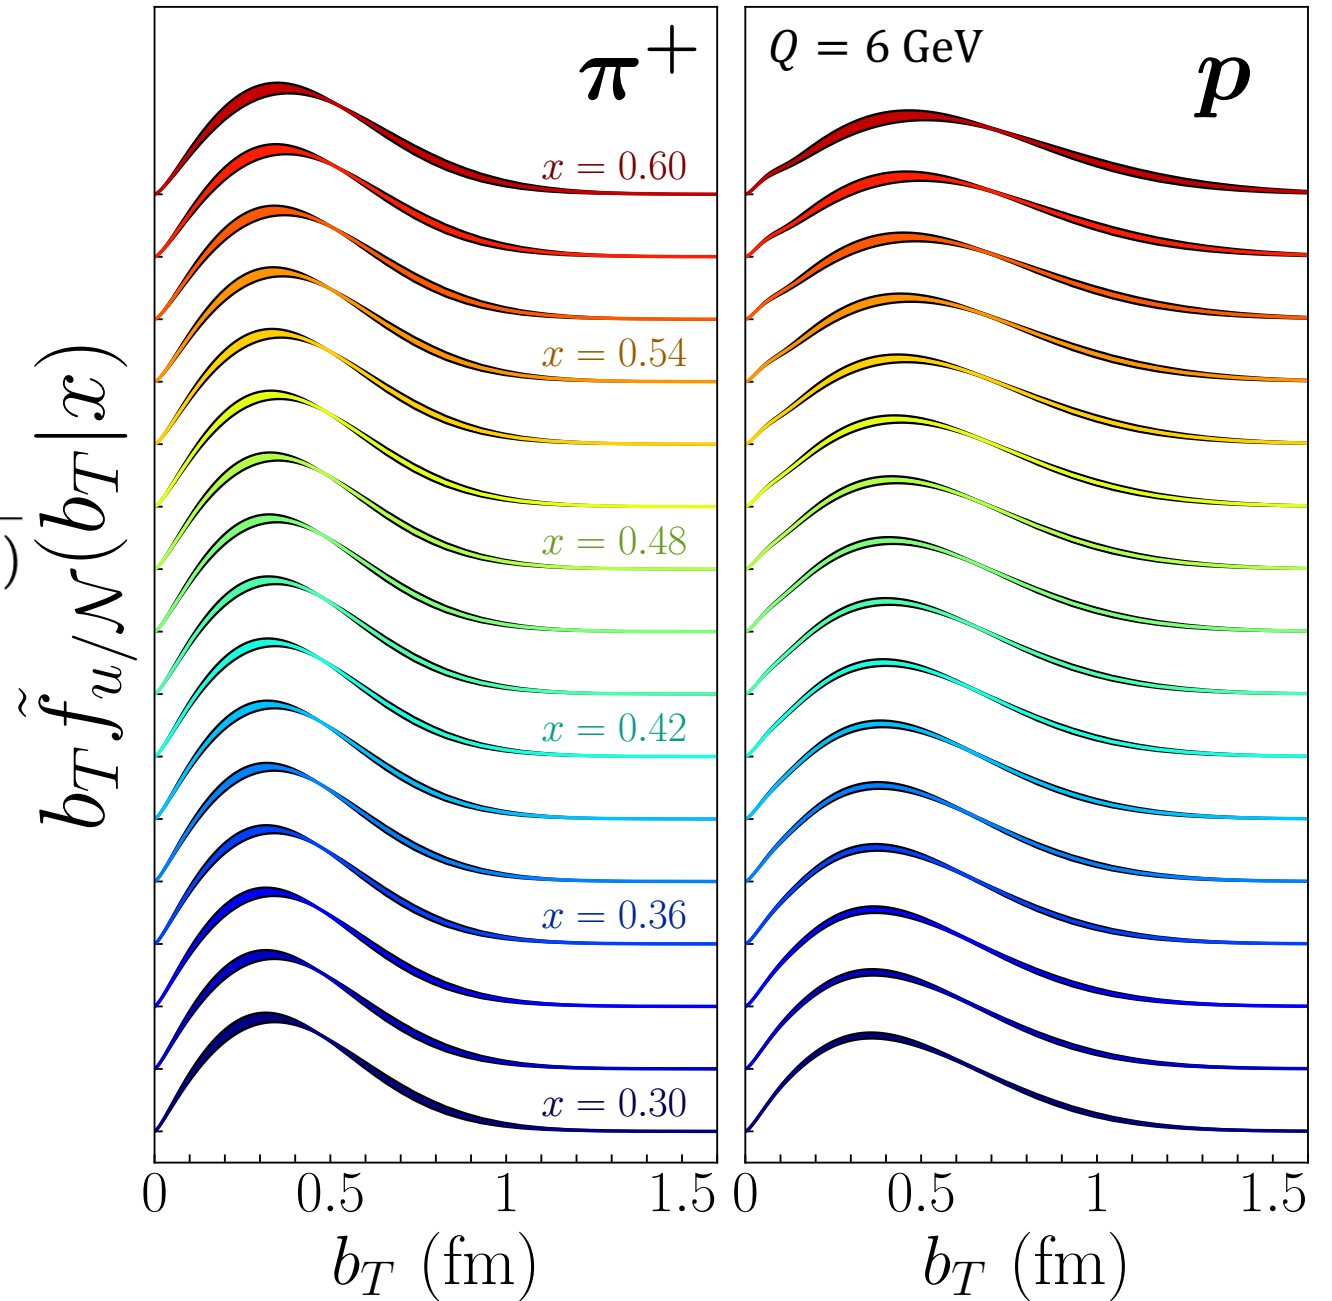 π⁺
Q = 6 GeV
p
x = 0.60
x = 0.54
x = 0.48
x = 0.42
x = 0.36
x = 0.30
)
b_T f̃_{u/𝒩}(b_T|x)
0 0.5 1 1.5
0 0.5 1 1.5
b_T (fm)
b_T (fm)